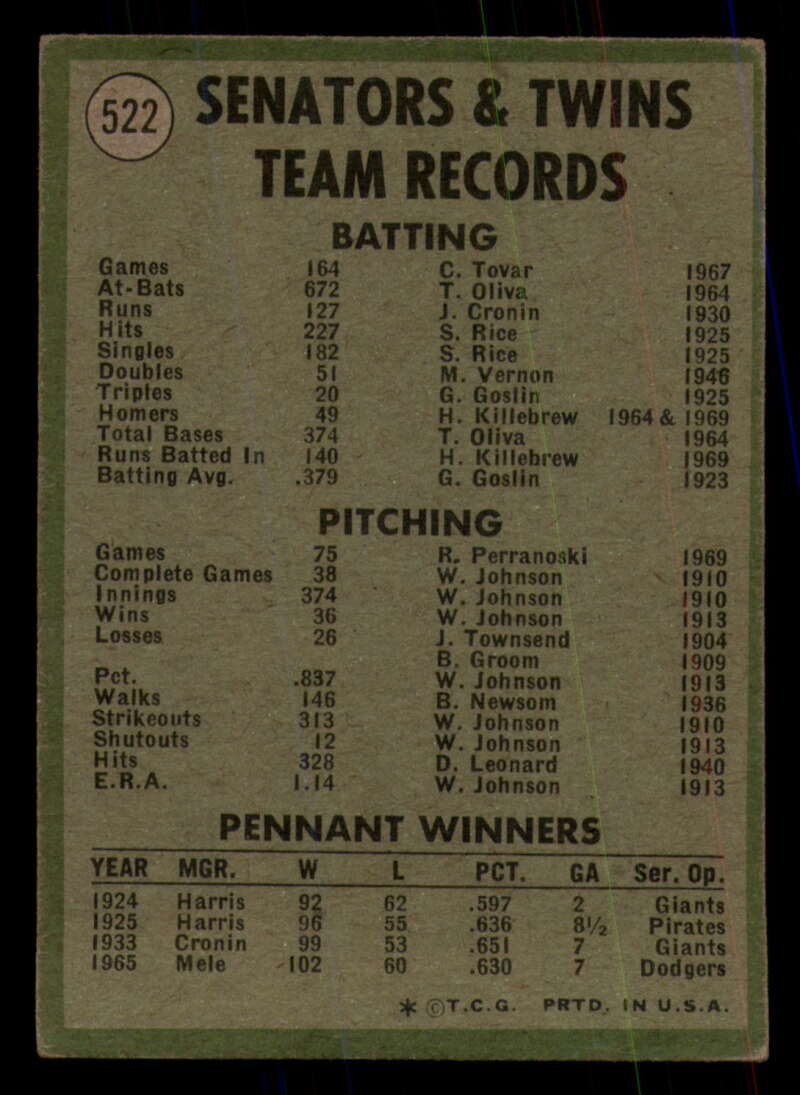 522
SENATORS & TWINS
TEAM RECORDS
BATTING
Games 164 C. Tovar 1967
At-Bats 672 T. Oliva 1964
Runs 127 J. Cronin 1930
Hits 227 S. Rice 1925
Singles 182 S. Rice 1925
Doubles 51 M. Vernon 1946
Triples 20 G. Goslin 1925
Homers 49 H. Killebrew 1964 & 1969
Total Bases 374 T. Oliva 1964
Runs Batted In 140 H. Killebrew 1969
Batting Avg. .379 G. Goslin 1923
PITCHING
Games 75 R. Perranoski 1969
Complete Games 38 W. Johnson 1910
Innings 374 W. Johnson 1910
Wins 36 W. Johnson 1913
Losses 26 J. Townsend 1904
B. Groom 1909
Pct. .837 W. Johnson 1913
Walks 146 B. Newsom 1936
Strikeouts 313 W. Johnson 1910
Shutouts 12 W. Johnson 1913
Hits 328 D. Leonard 1940
E.R.A. 1.14 W. Johnson 1913
PENNANT WINNERS
YEAR MGR. W L PCT. GA Ser. Op.
1924 Harris 92 62 .597 2 Giants
1925 Harris 96 55 .636 8½ Pirates
1933 Cronin 99 53 .651 7 Giants
1965 Mele 102 60 .630 7 Dodgers
* ©T.C.G. PRTD. IN U.S.A.